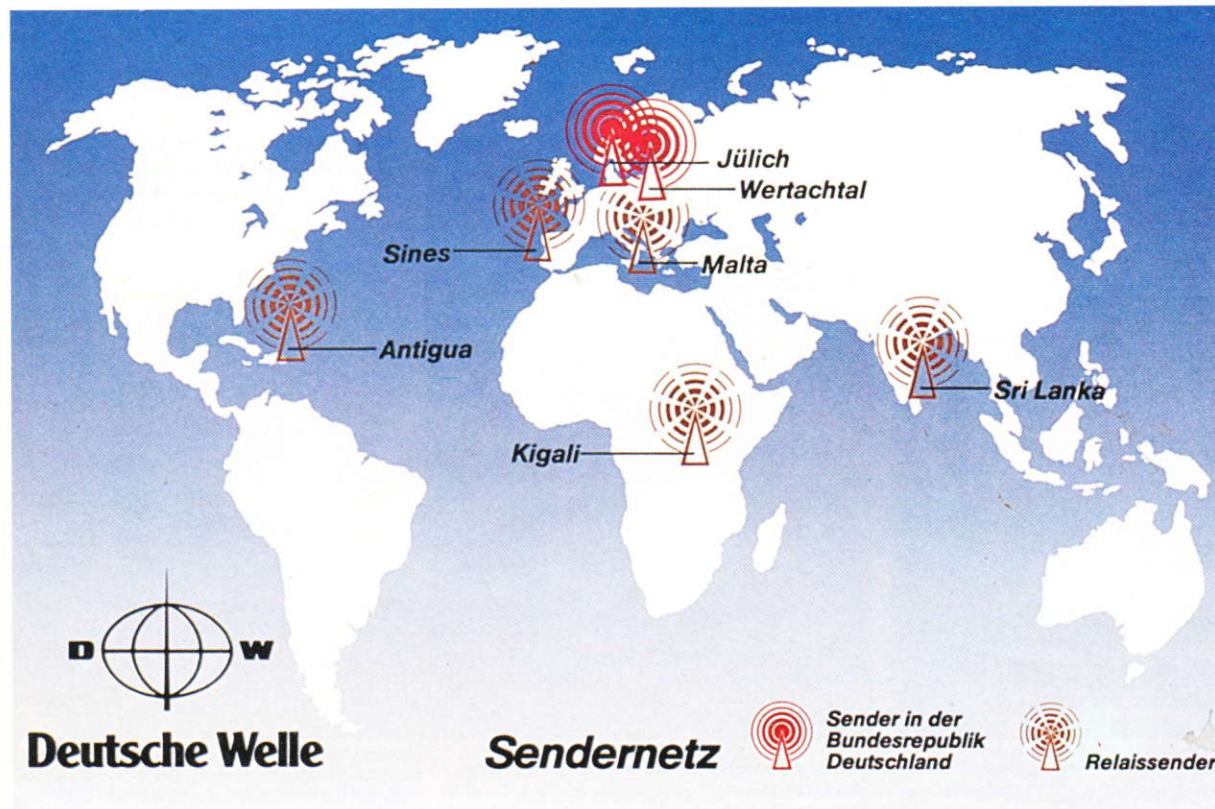 Jülich
Wertachtal
Sines
Malta
Antigua
Sri Lanka
Kigali
D W
Deutsche Welle
Sendernetz
Sender in der
Bundesrepublik
Deutschland
Relaissender